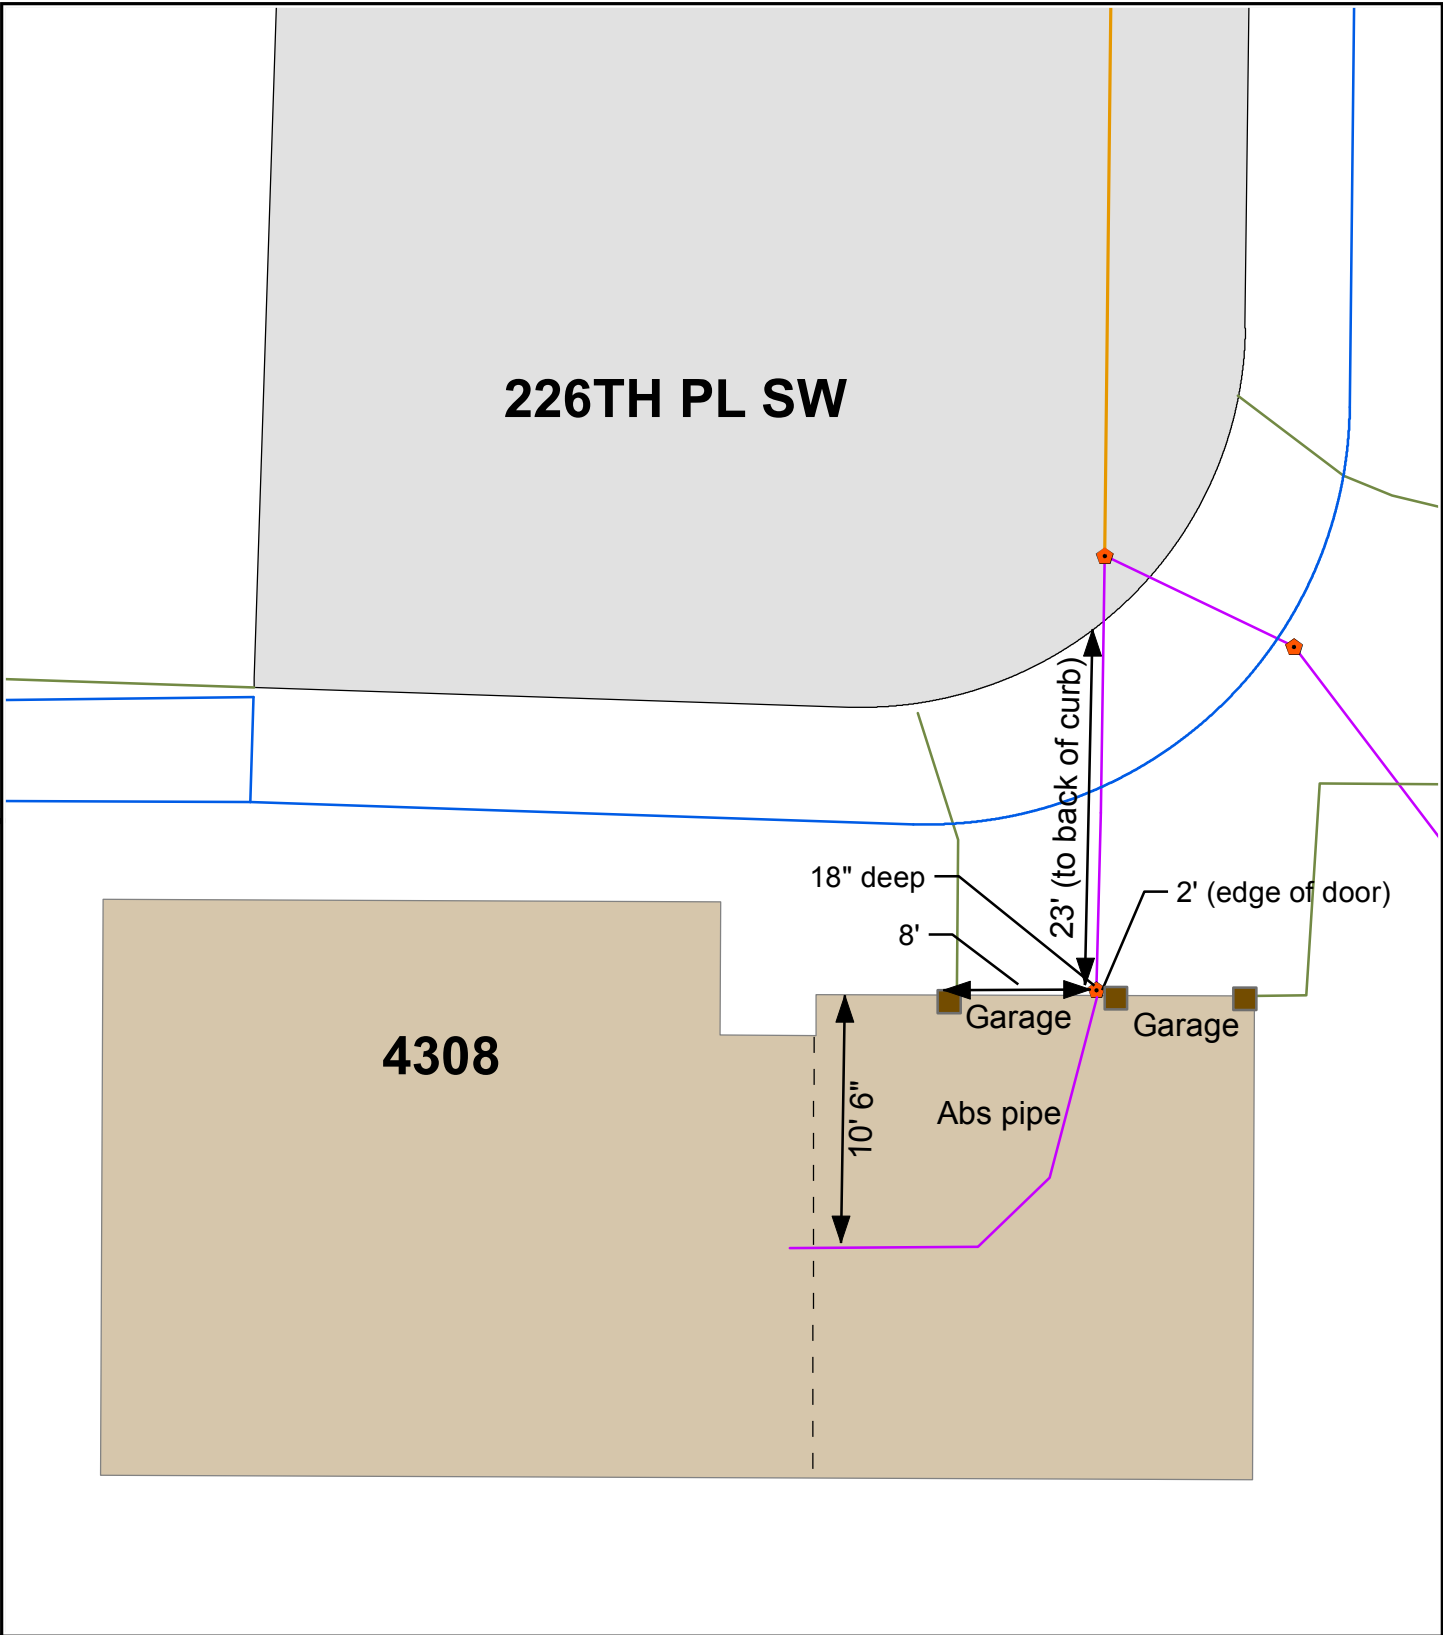 226TH PL SW
23' (to back of curb)
18" deep
2' (edge of door)
8'
Garage
Garage
4308
10' 6"
Abs pipe